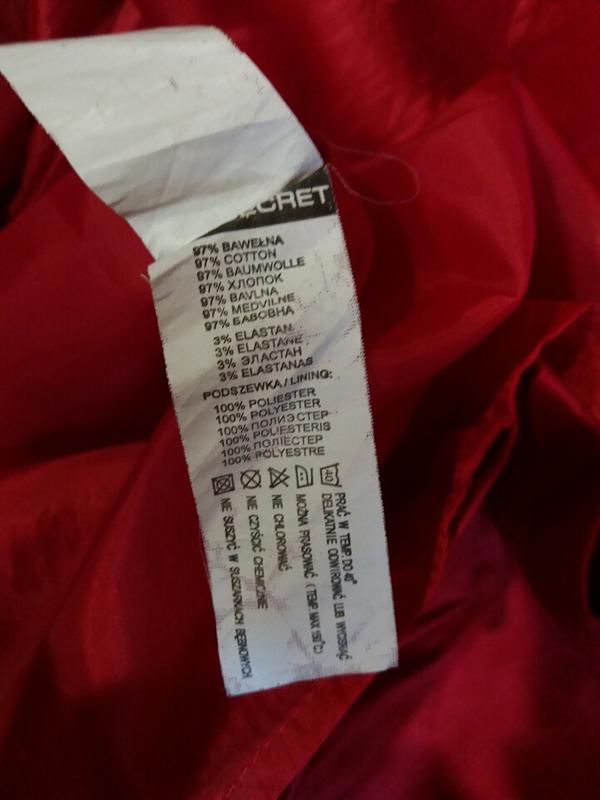 SECRET
97% BAWEŁNA
97% COTTON
97% BAUMWOLLE
97% ХЛОПОК
97% BAVLNA
97% MEDVILNE
97% БАВОВНА
3% ELASTAN
3% ELASTANE
3% ЭЛАСТАН
3% ELASTANAS
PODSZEWKA / LINING:
100% POLIESTER
100% POLYESTER
100% ПОЛИЭСТЕР
100% POLIESTERIS
100% ПОЛІЕСТЕР
100% POLYESTRE
40
PRAĆ W TEMP. DO 40°
DELIKATNIE ODWIROWAĆ LUB WYCISKAĆ
MOŻNA PRASOWAĆ ( TEMP. MAX 150°C)
NIE CHLOROWAĆ
NIE CZYŚCIĆ CHEMICZNIE
NIE SUSZYĆ W SUSZARKACH BĘBNOWYCH